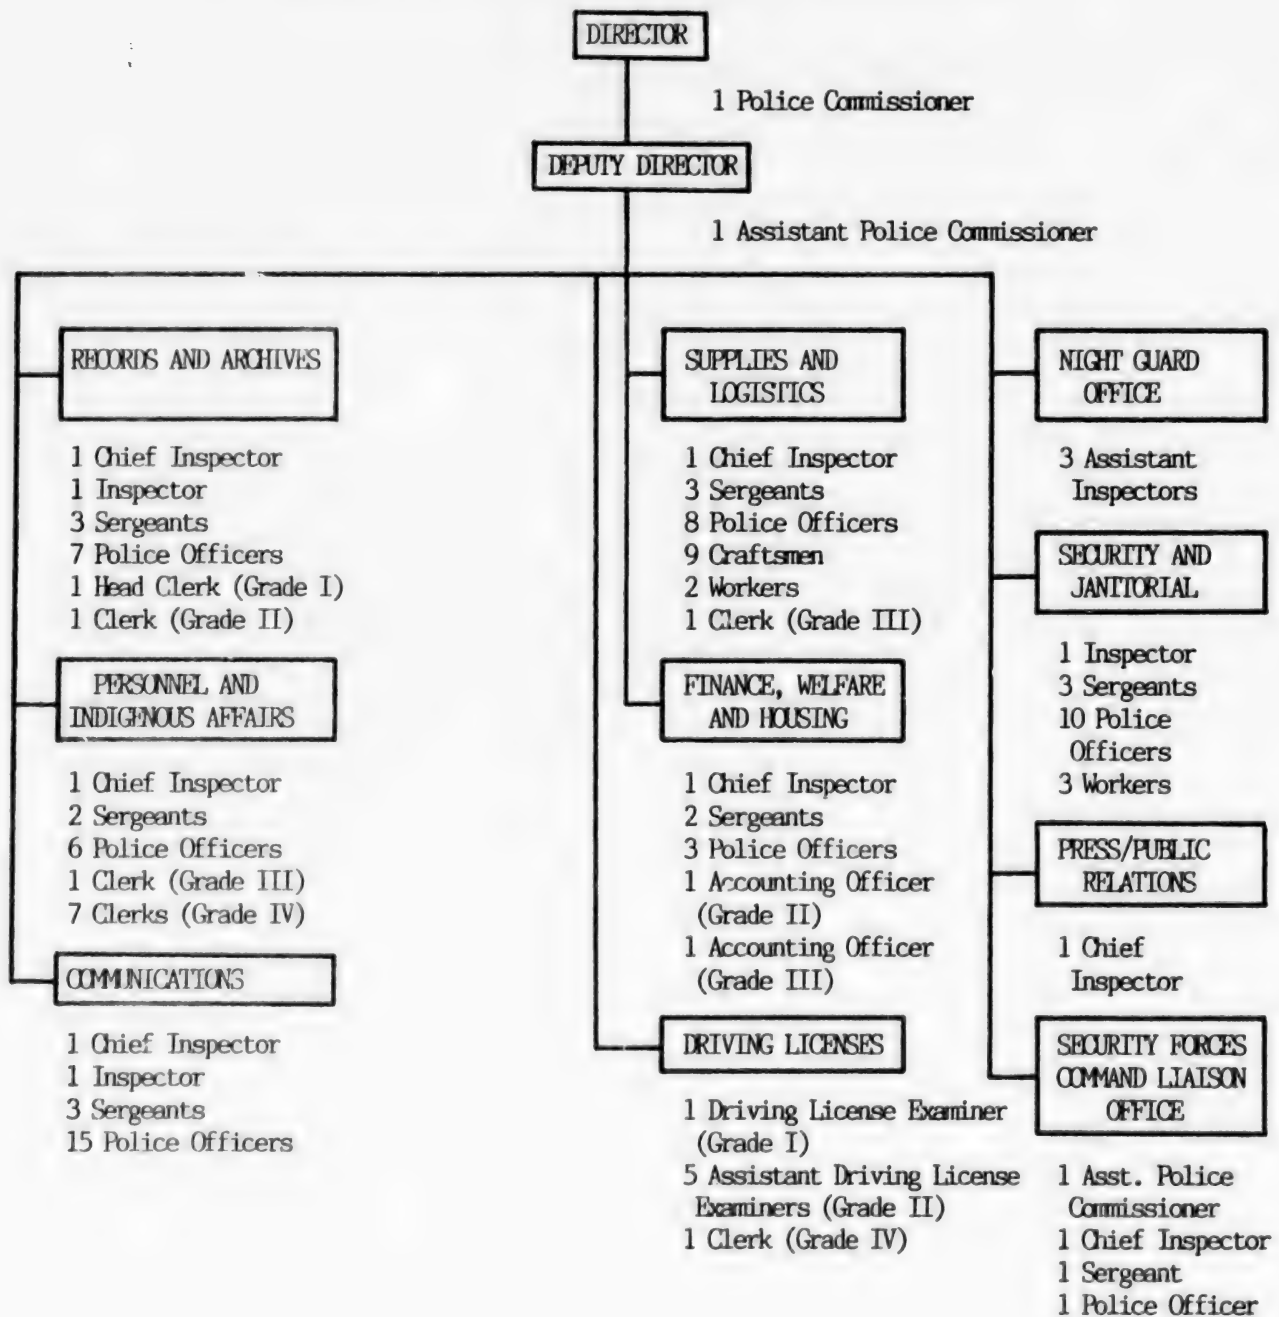 DIRECTOR
1 Police Commissioner
DEPUTY DIRECTOR
1 Assistant Police Commissioner
RECORDS AND ARCHIVES
1 Chief Inspector
1 Inspector
3 Sergeants
7 Police Officers
1 Head Clerk (Grade I)
1 Clerk (Grade II)
PERSONNEL AND
INDIGENOUS AFFAIRS
1 Chief Inspector
2 Sergeants
6 Police Officers
1 Clerk (Grade III)
7 Clerks (Grade IV)
COMMUNICATIONS
1 Chief Inspector
1 Inspector
3 Sergeants
15 Police Officers
SUPPLIES AND
LOGISTICS
1 Chief Inspector
3 Sergeants
8 Police Officers
9 Craftsmen
2 Workers
1 Clerk (Grade III)
FINANCE, WELFARE
AND HOUSING
1 Chief Inspector
2 Sergeants
3 Police Officers
1 Accounting Officer
(Grade II)
1 Accounting Officer
(Grade III)
DRIVING LICENSES
1 Driving License Examiner
(Grade I)
5 Assistant Driving License
Examiners (Grade II)
1 Clerk (Grade IV)
NIGHT GUARD
OFFICE
3 Assistant
Inspectors
SECURITY AND
JANITORIAL
1 Inspector
3 Sergeants
10 Police
Officers
3 Workers
PRESS/PUBLIC
RELATIONS
1 Chief
Inspector
SECURITY FORCES
COMMAND LIAISON
OFFICE
1 Asst. Police
Commissioner
1 Chief Inspector
1 Sergeant
1 Police Officer